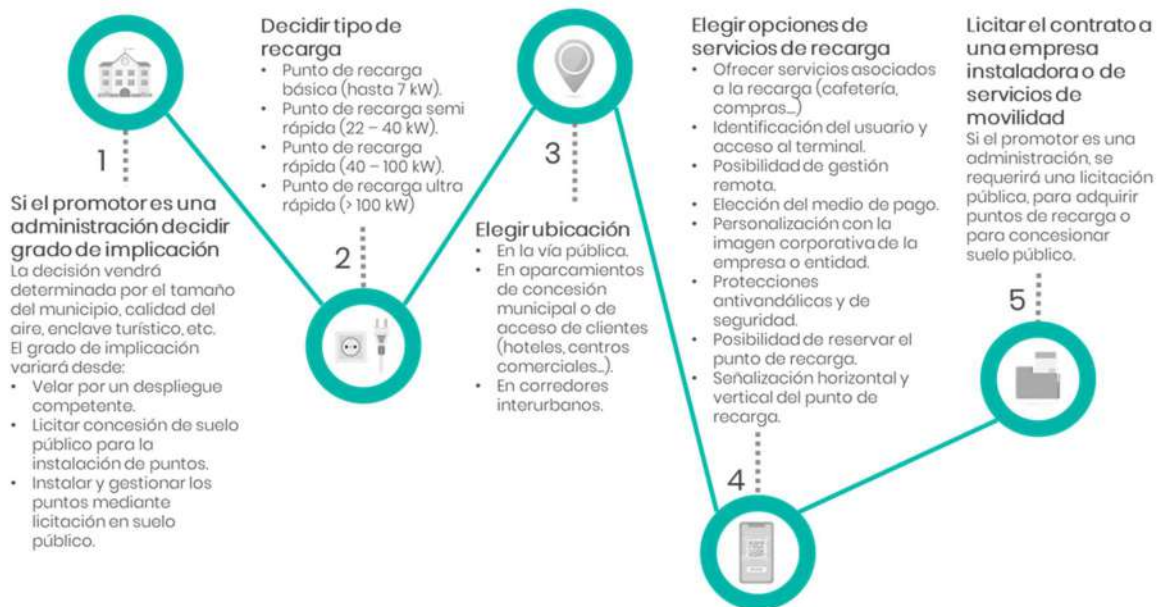 1
Si el promotor es una
administración decidir
grado de implicación
La decisión vendrá
determinada por el tamaño
del municipio, calidad del
aire, enclave turístico, etc.
El grado de implicación
variará desde:
• Velar por un despliegue
competente.
• Licitar concesión de suelo
público para la
instalación de puntos.
• Instalar y gestionar los
puntos mediante
licitación en suelo
público.
Decidir tipo de
recarga
• Punto de recarga
básica (hasta 7 kW).
• Punto de recarga semi
rápida (22 – 40 kW).
• Punto de recarga
rápida (40 – 100 kW).
• Punto de recarga ultra
rápida (> 100 kW)
2
3
Elegir ubicación
• En la vía pública.
• En aparcamientos
de concesión
municipal o de
acceso de clientes
(hoteles, centros
comerciales...).
• En corredores
interurbanos.
Elegir opciones de
servicios de recarga
• Ofrecer servicios asociados
a la recarga (cafetería,
compras...)
• Identificación del usuario y
acceso al terminal.
• Posibilidad de gestión
remota.
• Elección del medio de pago.
• Personalización con la
imagen corporativa de la
empresa o entidad.
• Protecciones
antivandálicas y de
seguridad.
• Posibilidad de reservar el
punto de recarga.
• Señalización horizontal y
vertical del punto de
recarga.
4
Licitar el contrato a
una empresa
instaladora o de
servicios de
movilidad
Si el promotor es una
administración, se
requerirá una licitación
pública, para adquirir
puntos de recarga o
para concesionar
suelo público.
5